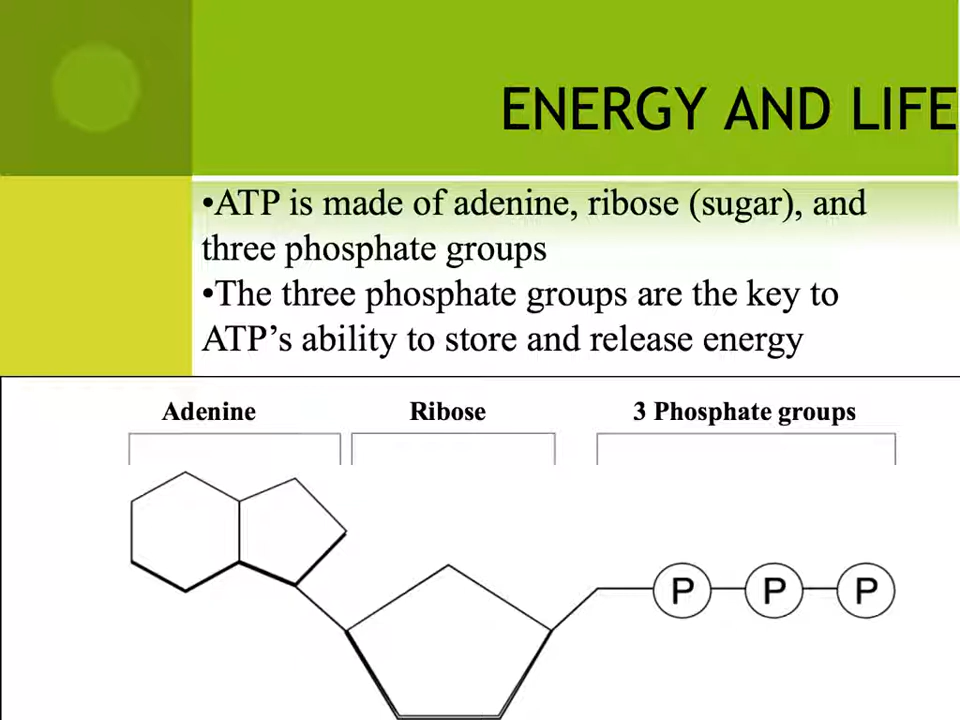 ENERGY AND LIFE
•ATP is made of adenine, ribose (sugar), and
three phosphate groups
•The three phosphate groups are the key to
ATP’s ability to store and release energy
Adenine Ribose 3 Phosphate groups
P P P